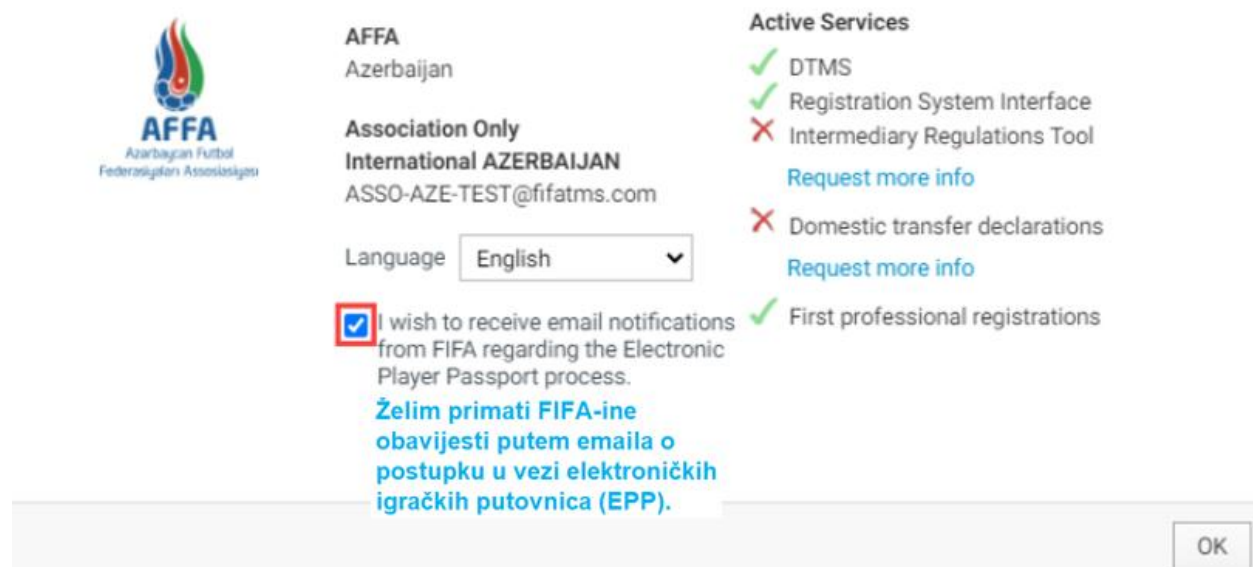 AFFA
Azərbaycan Futbol
Federasiyaları Assosiasiyası
AFFA
Azerbaijan
Association Only
International AZERBAIJAN
ASSO-AZE-TEST@fifatms.com
Language English
I wish to receive email notifications
from FIFA regarding the Electronic
Player Passport process.
Želim primati FIFA-ine
obavijesti putem emaila o
postupku u vezi elektroničkih
igračkih putovnica (EPP).
Active Services
DTMS
Registration System Interface
Intermediary Regulations Tool
Request more info
Domestic transfer declarations
Request more info
First professional registrations
OK